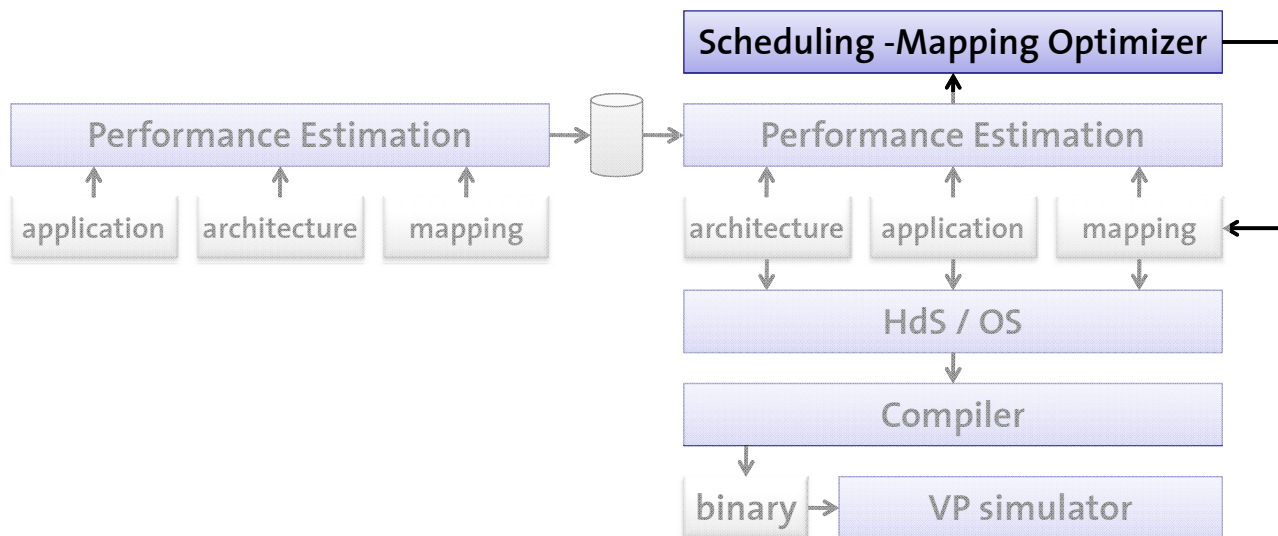 Scheduling -Mapping Optimizer
Performance Estimation
Performance Estimation
application
architecture
mapping
architecture
application
mapping
HdS / OS
Compiler
binary
VP simulator